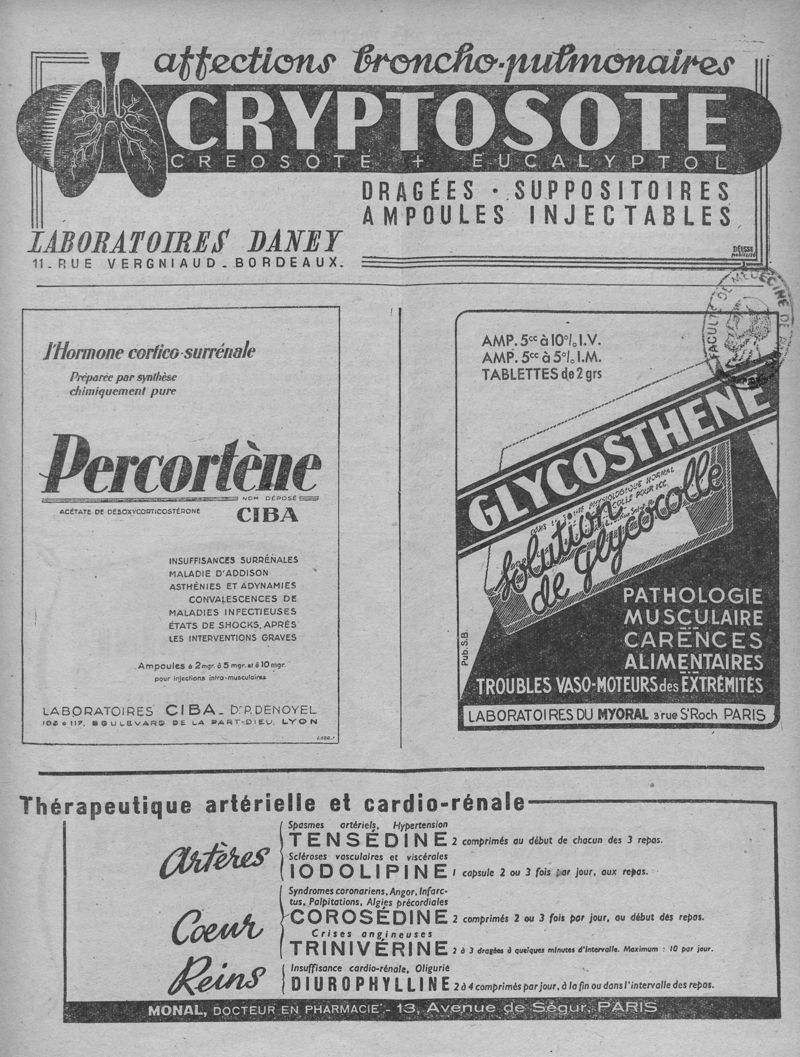 affections broncho-pulmonaires
CRYPTOSOTE
CREOSOTE + EUCALYPTOL
DRAGÉES · SUPPOSITOIRES
AMPOULES INJECTABLES
LABORATOIRES DANEY
11. RUE VERGNIAUD. BORDEAUX.
FACULTÉ DE MÉDECINE DE
l'Hormone cortico-surrénale
Préparée par synthèse
chimiquement pure
Percortène
NOM DÉPOSÉ
ACÉTATE DE DÉSOXYCORTICOSTÉRONE
CIBA
INSUFFISANCES SURRÉNALES
MALADIE D'ADDISON
ASTHÉNIES ET ADYNAMIES
CONVALESCENCES DE
MALADIES INFECTIEUSES
ÉTATS DE SHOCKS, APRÈS
LES INTERVENTIONS GRAVES
Ampoules à 2 mgr. à 5 mgr. et à 10 mgr.
pour injections intra-musculaires
LABORATOIRES CIBA. Dr P. DENOYEL
103 à 117, BOULEVARD DE LA PART-DIEU, LYON
AMP. 5cc à 10% I.V.
AMP. 5cc à 5% I.M.
TABLETTES de 2 grs
GLYCOSTHENE
Solution
de Glycocolle
PATHOLOGIE
MUSCULAIRE
CARENCES
ALIMENTAIRES
TROUBLES VASO-MOTEURS des EXTRÉMITÉS
Pub. S.B.
LABORATOIRES DU MYORAL 3 rue St Roch PARIS
Thérapeutique artérielle et cardio-rénale
Artères
Spasmes artériels, Hypertension
TENSÉDINE 2 comprimés au début de chacun des 3 repas.
Scléroses vasculaires et viscérales
IODOLIPINE 1 capsule 2 ou 3 fois par jour, aux repas.
Cœur
Syndromes coronariens, Angor, Infarc-
tus, Palpitations, Algies précordiales
COROSÉDINE 2 comprimés 2 ou 3 fois par jour, au début des repas.
Crises angineuses
TRINIVÉRINE 2 à 3 dragées à quelques minutes d'intervalle. Maximum : 10 par jour.
Reins
Insuffisance cardio-rénale, Oligurie
DIUROPHYLLINE 2 à 4 comprimés par jour, à la fin ou dans l'intervalle des repas.
MONAL, DOCTEUR EN PHARMACIE - 13, Avenue de Ségur, PARIS